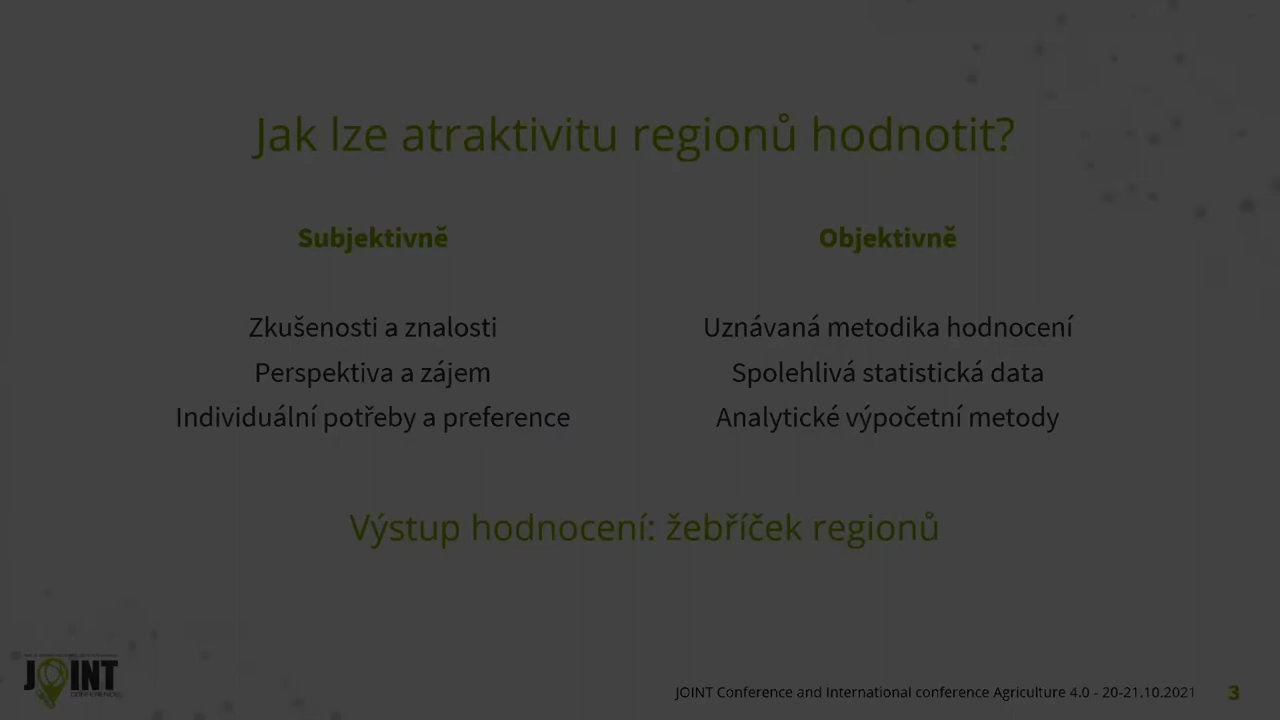 Jak lze atraktivitu regionů hodnotit?
Subjektivně
Zkušenosti a znalosti
Perspektiva a zájem
Individuální potřeby a preference
Objektivně
Uznávaná metodika hodnocení
Spolehlivá statistická data
Analytické výpočetní metody
Výstup hodnocení: žebříček regionů
JOINT
CONFERENCE
JOINT Conference and International conference Agriculture 4.0 - 20-21.10.2021
3